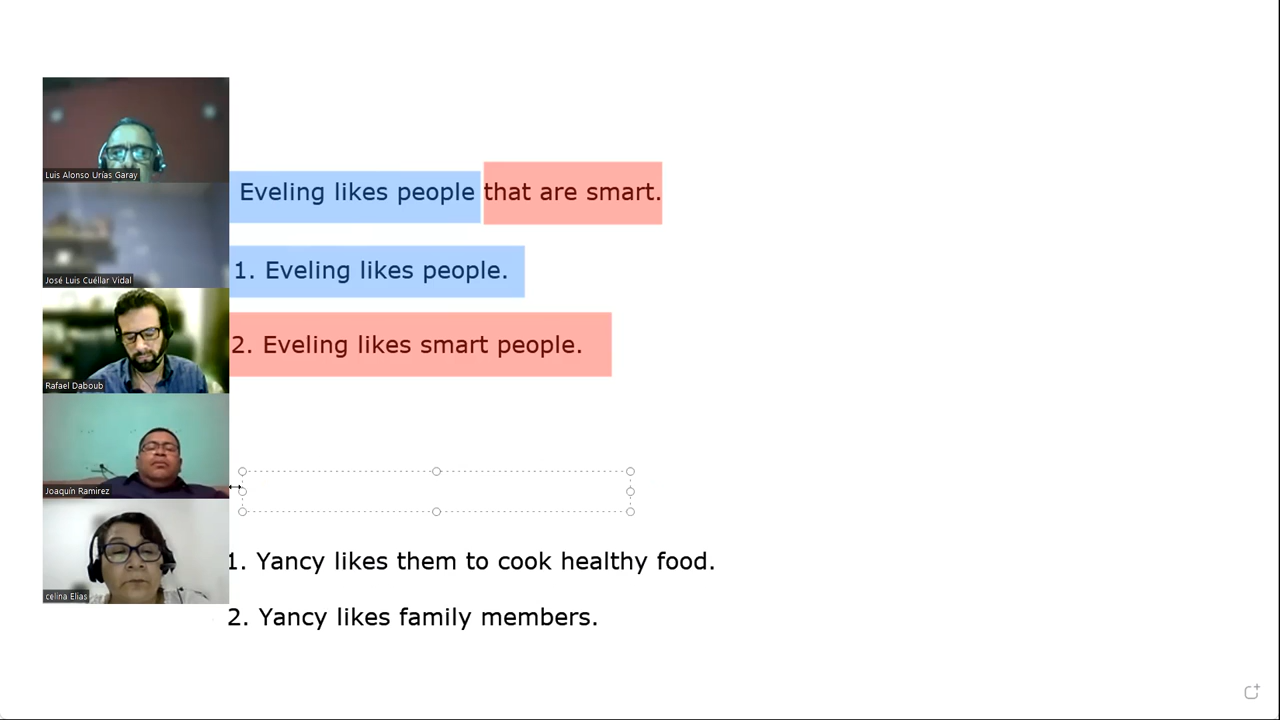 Luis Alonso Urías Garay
José Luis Cuéllar Vidal
Rafael Daboub
Joaquín Ramirez
celina Elias
Eveling likes people that are smart.
1. Eveling likes people.
2. Eveling likes smart people.
1. Yancy likes them to cook healthy food.
2. Yancy likes family members.